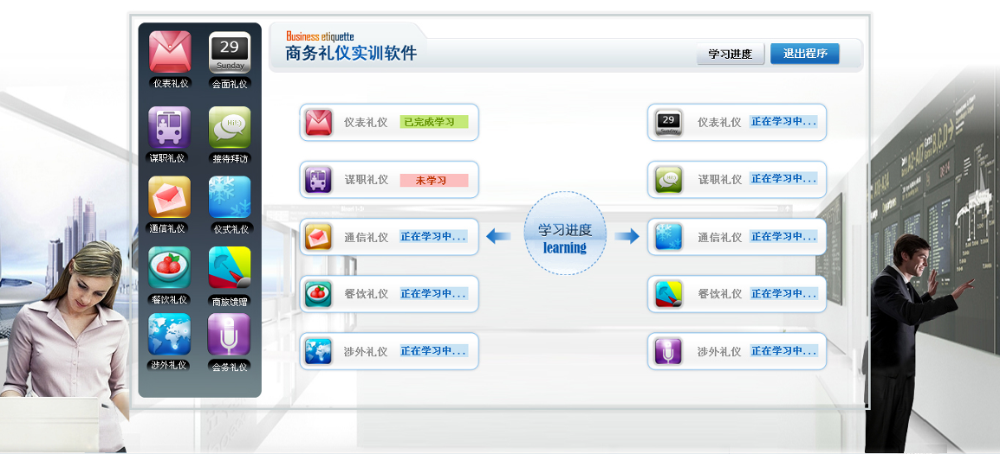 Business etiquette
商务礼仪实训软件
学习进度
退出程序
29
Sunday
仪表礼仪
会面礼仪
Hi!:)
谋职礼仪
接待拜访
通信礼仪
仪式礼仪
餐饮礼仪
商旅馈赠
涉外礼仪
会务礼仪
仪表礼仪 已完成学习
谋职礼仪 未学习
通信礼仪 正在学习中...
餐饮礼仪 正在学习中...
涉外礼仪 正在学习中...
学习进度
learning
29
Sunday
仪表礼仪 正在学习中...
Hi!:)
谋职礼仪 正在学习中...
通信礼仪 正在学习中...
餐饮礼仪 正在学习中...
涉外礼仪 正在学习中...